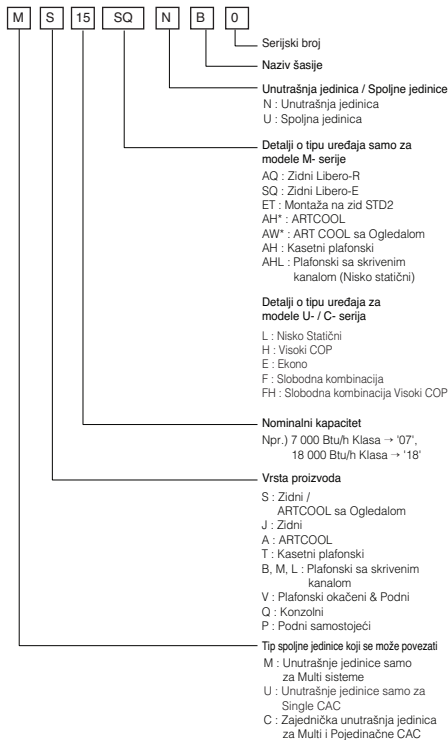 M S 15 SQ N B 0
Serijski broj
Naziv šasije
Unutrašnja jedinica / Spoljne jedinice
N : Unutrašnja jedinica
U : Spoljna jedinica
Detalji o tipu uređaja samo za
modele M- serije
AQ : Zidni Libero-R
SQ : Zidni Libero-E
ET : Montaža na zid STD2
AH* : ARTCOOL
AW* : ART COOL sa Ogledalom
AH : Kasetni plafonski
AHL : Plafonski sa skrivenim
kanalom (Nisko statični)
Detalji o tipu uređaja za
modele U- / C- serija
L : Nisko Statični
H : Visoki COP
E : Ekono
F : Slobodna kombinacija
FH : Slobodna kombinacija Visoki COP
Nominalni kapacitet
Npr.) 7 000 Btu/h Klasa → '07',
18 000 Btu/h Klasa → '18'
Vrsta proizvoda
S : Zidni /
ARTCOOL sa Ogledalom
J : Zidni
A : ARTCOOL
T : Kasetni plafonski
B, M, L : Plafonski sa skrivenim
kanalom
V : Plafonski okačeni & Podni
Q : Konzolni
P : Podni samostojeći
Tip spoljne jedinice koji se može povezati
M : Unutrašnje jedinice samo
za Multi sisteme
U : Unutrašnje jedinice samo za
Single CAC
C : Zajednička unutrašnja jedinica
za Multi i Pojedinačne CAC